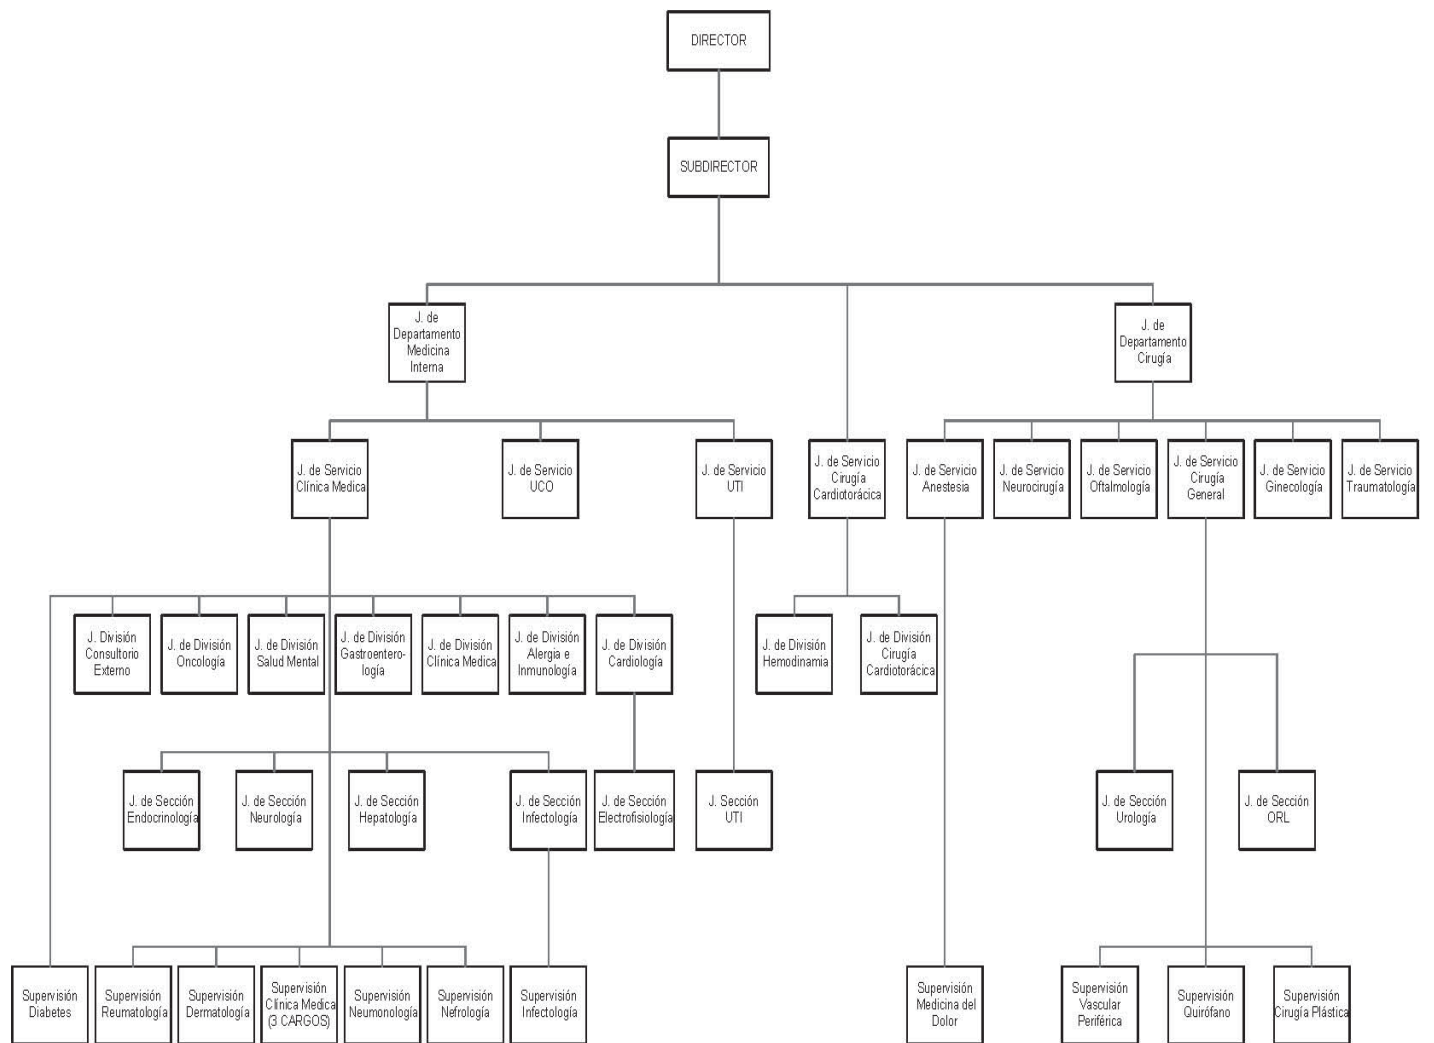 DIRECTOR
SUBDIRECTOR
J. de
Departamento
Medicina
Interna
J. de
Departamento
Cirugía
J. de Servicio
Clínica Medica
J. de Servicio
UCO
J. de Servicio
UTI
J. de Servicio
Cirugía
Cardiotorácica
J. de Servicio
Anestesia
J. de Servicio
Neurocirugía
J. de Servicio
Oftalmología
J. de Servicio
Cirugía
General
J. de Servicio
Ginecología
J. de Servicio
Traumatología
J. División
Consultorio
Externo
J. de División
Oncología
J. de División
Salud Mental
J. de División
Gastroentero-
logía
J. de División
Clínica Medica
J. de División
Alergia e
Inmunología
J. de División
Cardiología
J. de División
Hemodinamia
J. de División
Cirugía
Cardiotorácica
J. de Sección
Endocrinología
J. de Sección
Neurología
J. de Sección
Hepatología
J. de Sección
Infectología
J. de Sección
Electrofisiología
J. Sección
UTI
J. de Sección
Urología
J. de Sección
ORL
Supervisión
Diabetes
Supervisión
Reumatología
Supervisión
Dermatología
Supervisión
Clínica Medica
(3 CARGOS)
Supervisión
Neumonología
Supervisión
Nefrología
Supervisión
Infectología
Supervisión
Medicina del
Dolor
Supervisión
Vascular
Periférica
Supervisión
Quirófano
Supervisión
Cirugía Plástica